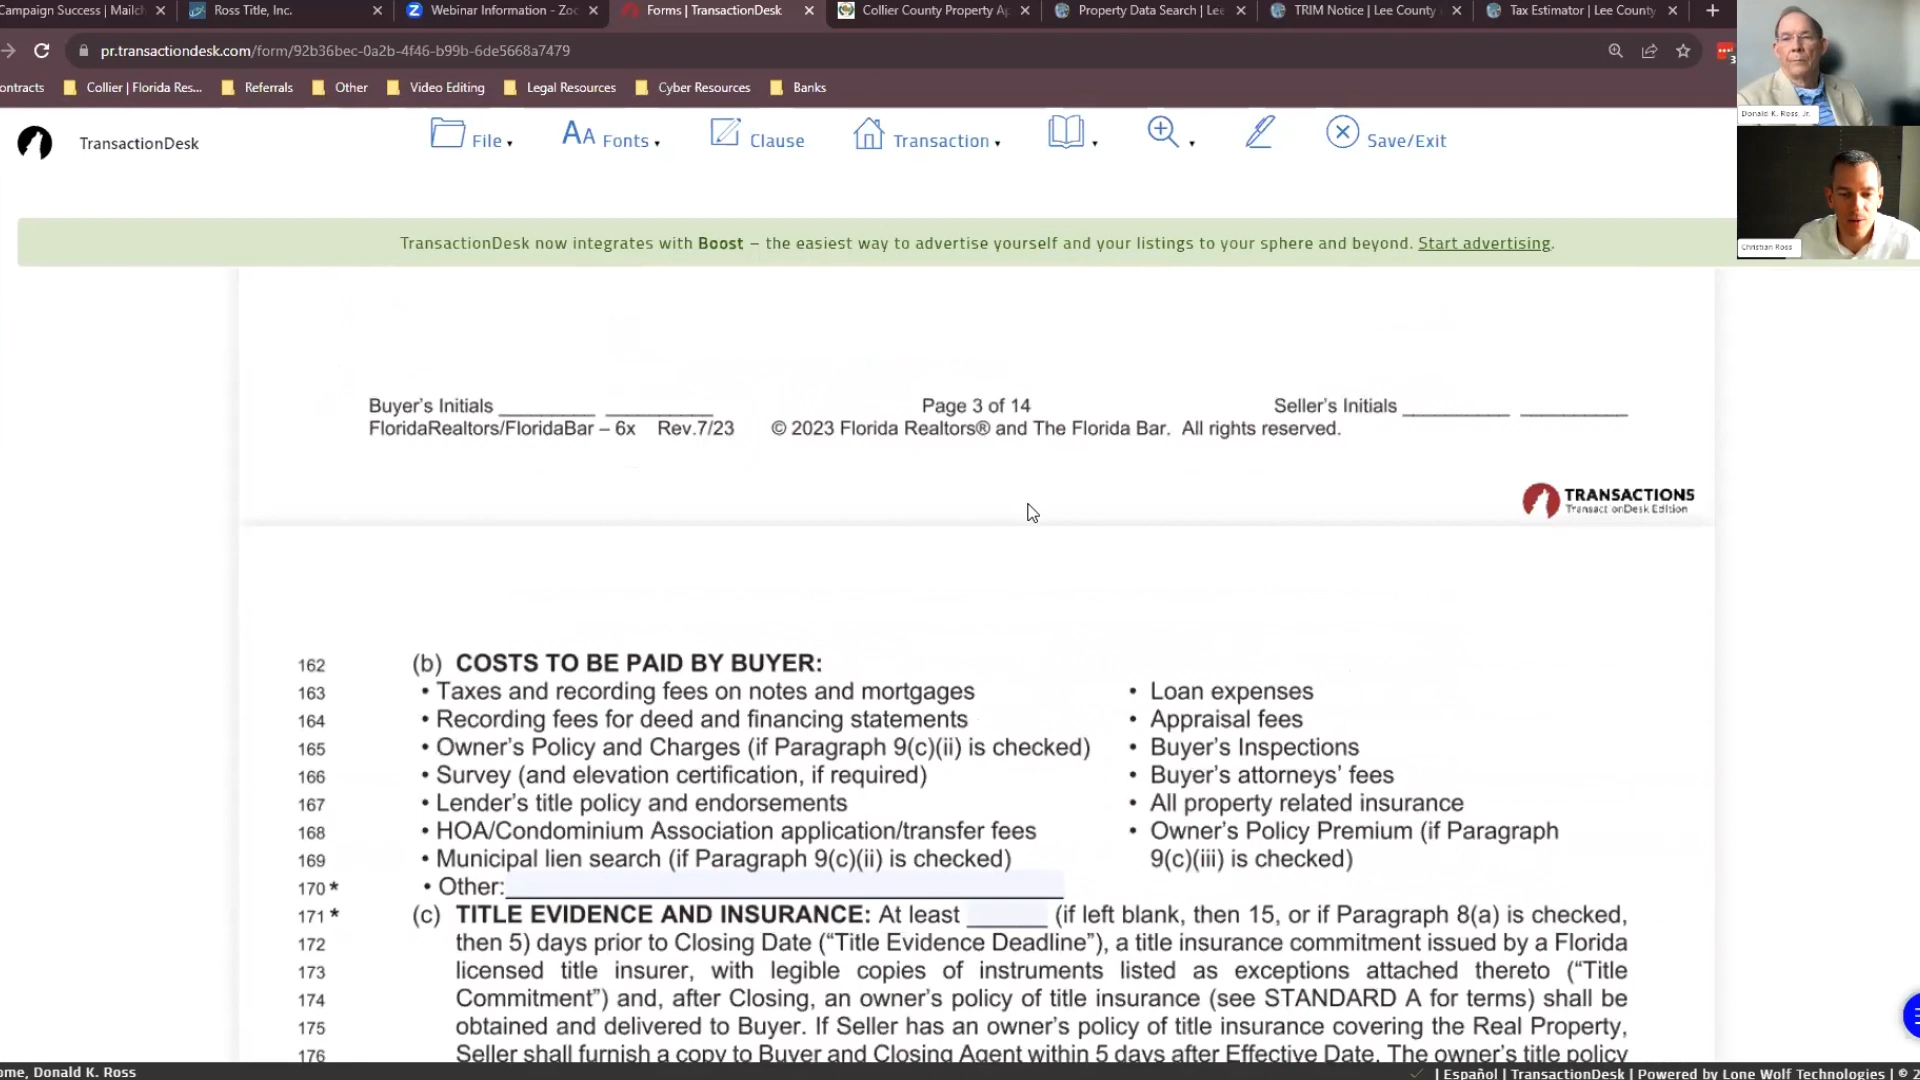 Campaign Success | Mailch
Ross Title, Inc.
Webinar Information - Zoo
Forms | TransactionDesk
Collier County Property Ap
Property Data Search | Lee
TRIM Notice | Lee County
Tax Estimator | Lee County
pr.transactiondesk.com/form/92b36bec-0a2b-4f46-b99b-6de5668a7479
ontracts
Collier | Florida Res...
Referrals
Other
Video Editing
Legal Resources
Cyber Resources
Banks
3
Donald K. Ross, Jr.
Christian Ross
TransactionDesk
File
Fonts
Clause
Transaction
Save/Exit
TransactionDesk now integrates with Boost – the easiest way to advertise yourself and your listings to your sphere and beyond. Start advertising.
Buyer's Initials _______ ________ Page 3 of 14 Seller's Initials ________ ________
FloridaRealtors/FloridaBar – 6x Rev.7/23 © 2023 Florida Realtors® and The Florida Bar. All rights reserved.
TRANSACTIONS
TransactionDesk Edition
162 (b) COSTS TO BE PAID BY BUYER:
163 • Taxes and recording fees on notes and mortgages • Loan expenses
164 • Recording fees for deed and financing statements • Appraisal fees
165 • Owner's Policy and Charges (if Paragraph 9(c)(ii) is checked) • Buyer's Inspections
166 • Survey (and elevation certification, if required) • Buyer's attorneys' fees
167 • Lender's title policy and endorsements • All property related insurance
168 • HOA/Condominium Association application/transfer fees • Owner's Policy Premium (if Paragraph
169 • Municipal lien search (if Paragraph 9(c)(ii) is checked) 9(c)(iii) is checked)
170* • Other:
171* (c) TITLE EVIDENCE AND INSURANCE: At least ______ (if left blank, then 15, or if Paragraph 8(a) is checked,
172 then 5) days prior to Closing Date (“Title Evidence Deadline”), a title insurance commitment issued by a Florida
173 licensed title insurer, with legible copies of instruments listed as exceptions attached thereto (“Title
174 Commitment”) and, after Closing, an owner's policy of title insurance (see STANDARD A for terms) shall be
175 obtained and delivered to Buyer. If Seller has an owner's policy of title insurance covering the Real Property,
176 Seller shall furnish a copy to Buyer and Closing Agent within 5 days after Effective Date. The owner's title policy
ome, Donald K. Ross
| Español | TransactionDesk | Powered by Lone Wolf Technologies | © 2